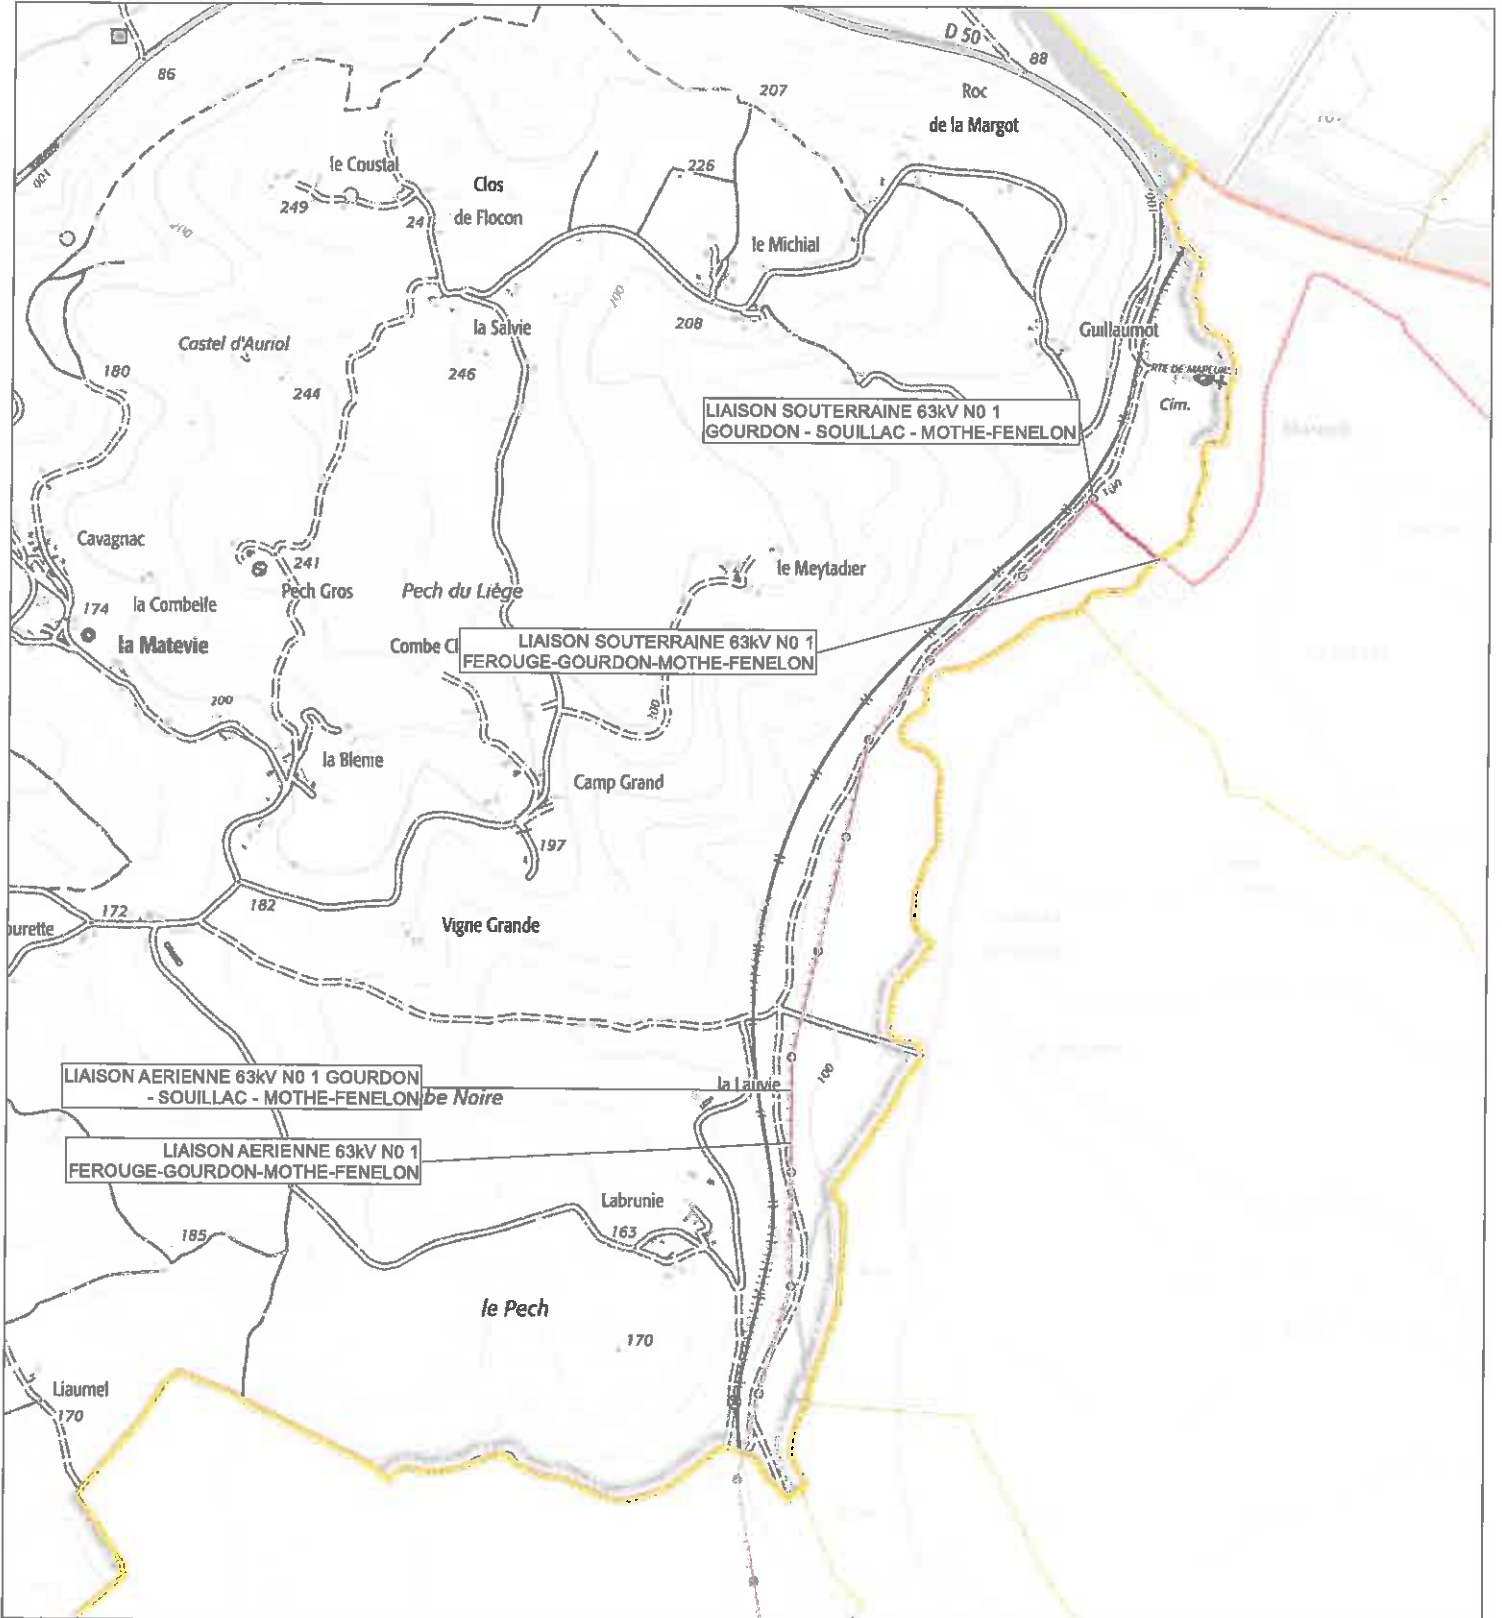 D 50
88
86
207
Roc
de la Margot
le Coustal
226
Clos
de Flocon
249
24
le Michial
100
208
la Salvie
Guillaumot
Castel d'Auriol
246
180
244
Cim.
LIAISON SOUTERRAINE 63kV N0 1
GOURDON - SOUILLAC - MOTHE-FENELON
100
Cavagnac
241
le Meytadier
Pech Gros
Pech du Liège
174
la Combelle
la Matevie
Combe Cl
LIAISON SOUTERRAINE 63kV N0 1
FEROUGE-GOURDON-MOTHE-FENELON
200
100
la Bleme
Camp Grand
197
182
172
ourette
Vigne Grande
LIAISON AERIENNE 63kV N0 1 GOURDON
- SOUILLAC - MOTHE-FENELON
be Noire
la Lauvie
100
LIAISON AERIENNE 63kV N0 1
FEROUGE-GOURDON-MOTHE-FENELON
Labrunie
163
185
le Pech
170
Liaumel
170